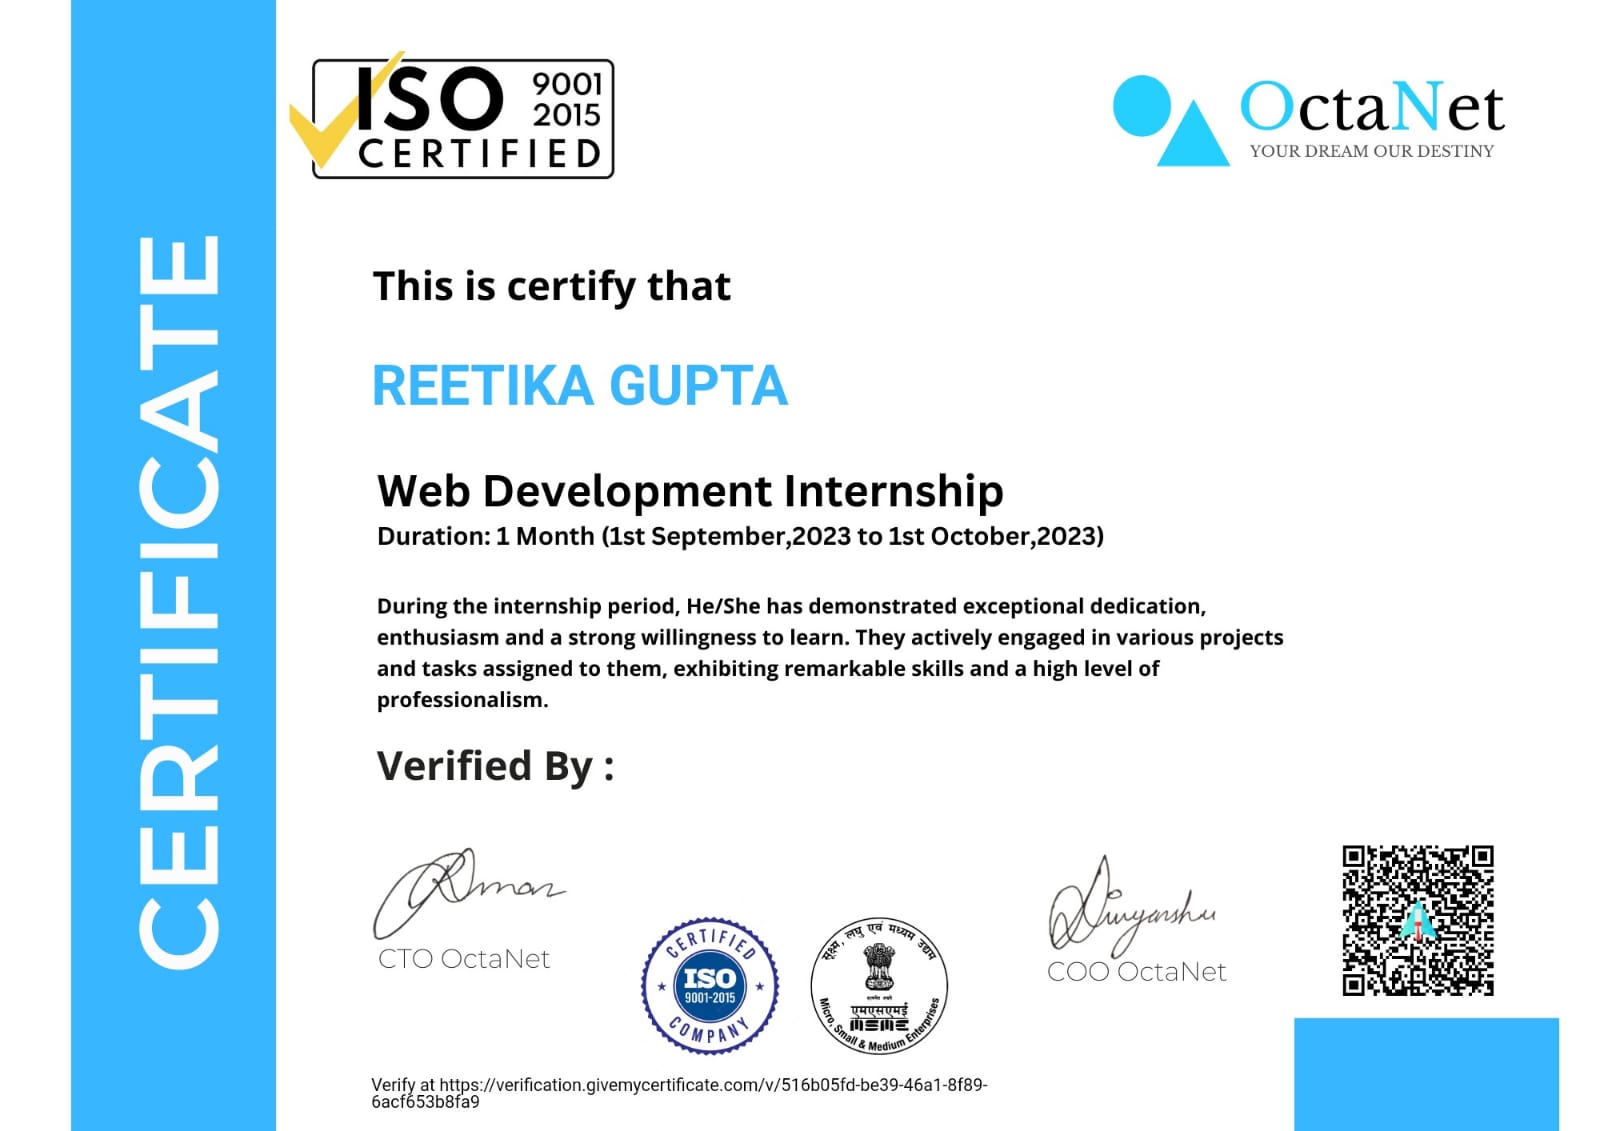 CERTIFICATE
ISO 9001
2015
CERTIFIED
OctaNet
YOUR DREAM OUR DESTINY
This is certify that
REETIKA GUPTA
Web Development Internship
Duration: 1 Month (1st September,2023 to 1st October,2023)
During the internship period, He/She has demonstrated exceptional dedication,
enthusiasm and a strong willingness to learn. They actively engaged in various projects
and tasks assigned to them, exhibiting remarkable skills and a high level of
professionalism.
Verified By :
CTO OctaNet
CERTIFIED
ISO
9001-2015
COMPANY
सूक्ष्म, लघु एवं मध्यम उद्यम
एमएसएमई
Micro, Small & Medium Enterprises
COO OctaNet
Verify at https://verification.givemycertificate.com/v/516b05fd-be39-46a1-8f89-
6acf653b8fa9